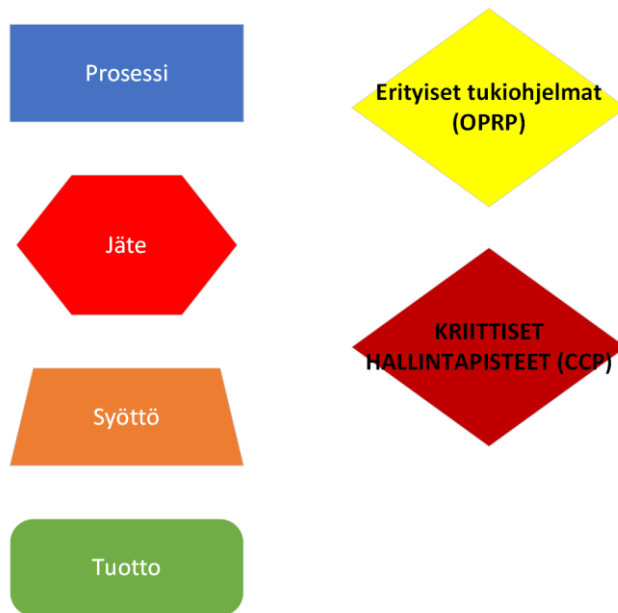 Prosessi
Jäte
Syöttö
Tuotto
Erityiset tukiohjelmat
(OPRP)
KRIITTISET
HALLINTAPISTEET (CCP)